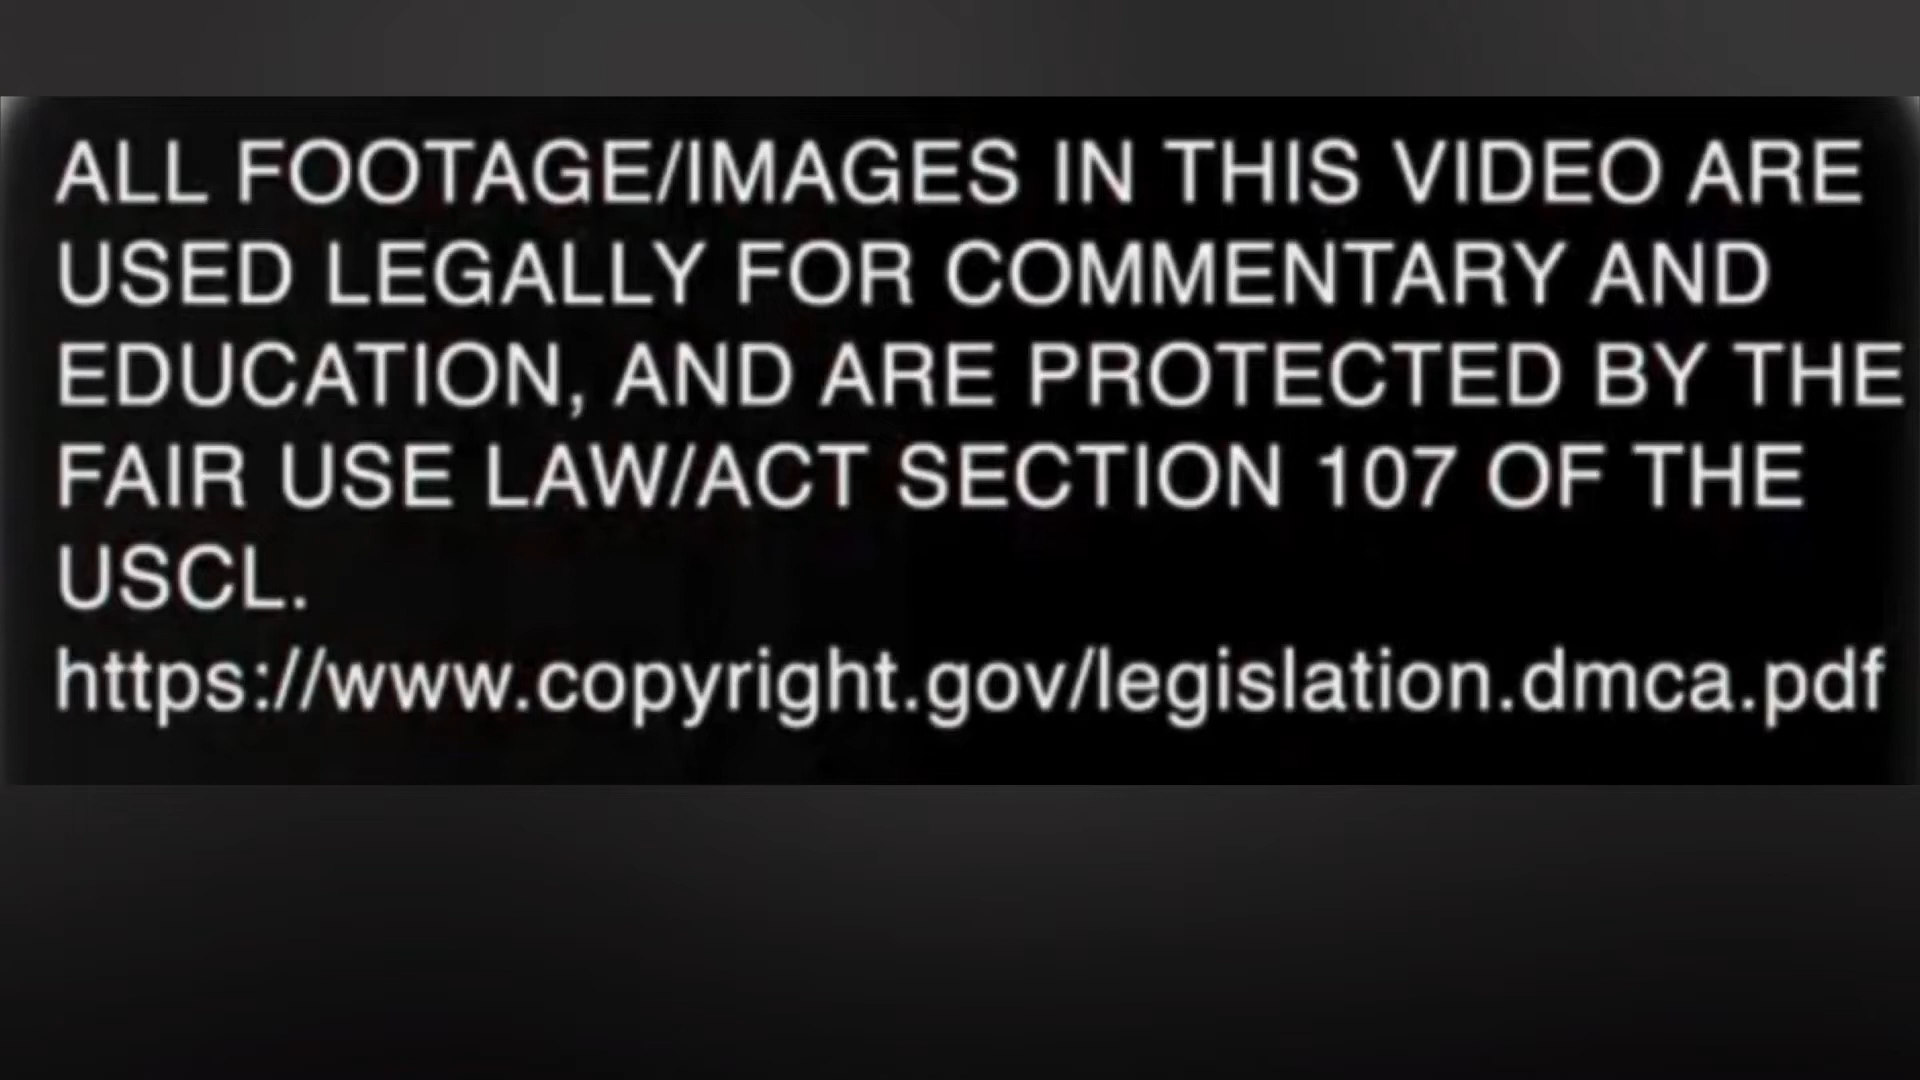 ALL FOOTAGE/IMAGES IN THIS VIDEO ARE
USED LEGALLY FOR COMMENTARY AND
EDUCATION, AND ARE PROTECTED BY THE
FAIR USE LAW/ACT SECTION 107 OF THE
USCL.
https://www.copyright.gov/legislation.dmca.pdf